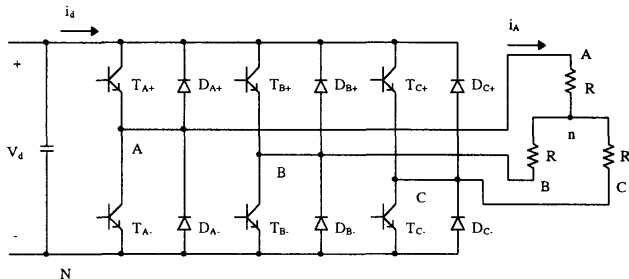 i_d
i_A
A
+
T_A+
D_A+
T_B+
D_B+
T_C+
D_C+
R
n
V_d
A
B
C
R
R
B
C
T_A-
D_A-
T_B-
D_B-
T_C-
D_C-
-
N